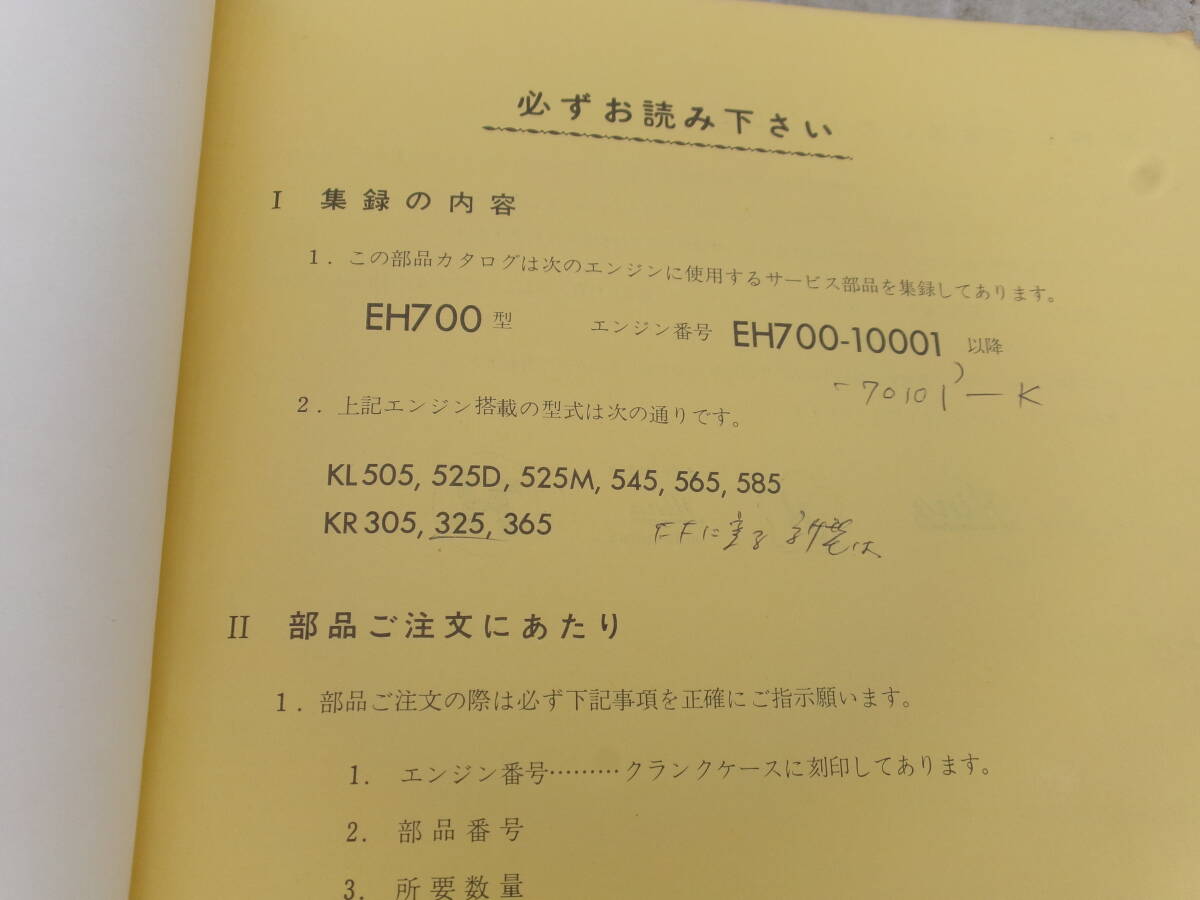 必ずお読み下さい
I 集録の内容
1. この部品カタログは次のエンジンに使用するサービス部品を集録してあります。
EH700 型 エンジン番号 EH700-10001 以降
-70101)-K
2. 上記エンジン搭載の型式は次の通りです。
KL505, 525D, 525M, 545, 565, 585
KR305, 325, 365
II 部品ご注文にあたり
1. 部品ご注文の際は必ず下記事項を正確にご指示願います。
1. エンジン番号………クランクケースに刻印してあります。
2. 部品番号
3. 所要数量